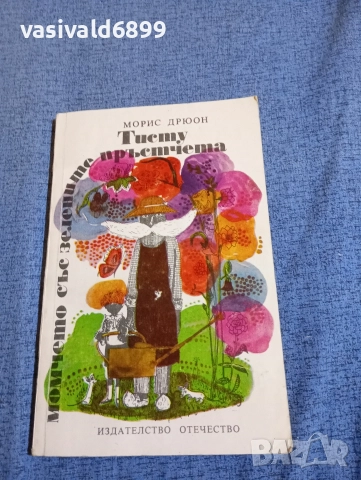 vasivald6899
МОРИС ДРЮОН
Тисту
момчето със зелените пръстчета
ИЗДАТЕЛСТВО ОТЕЧЕСТВО
BAZAR